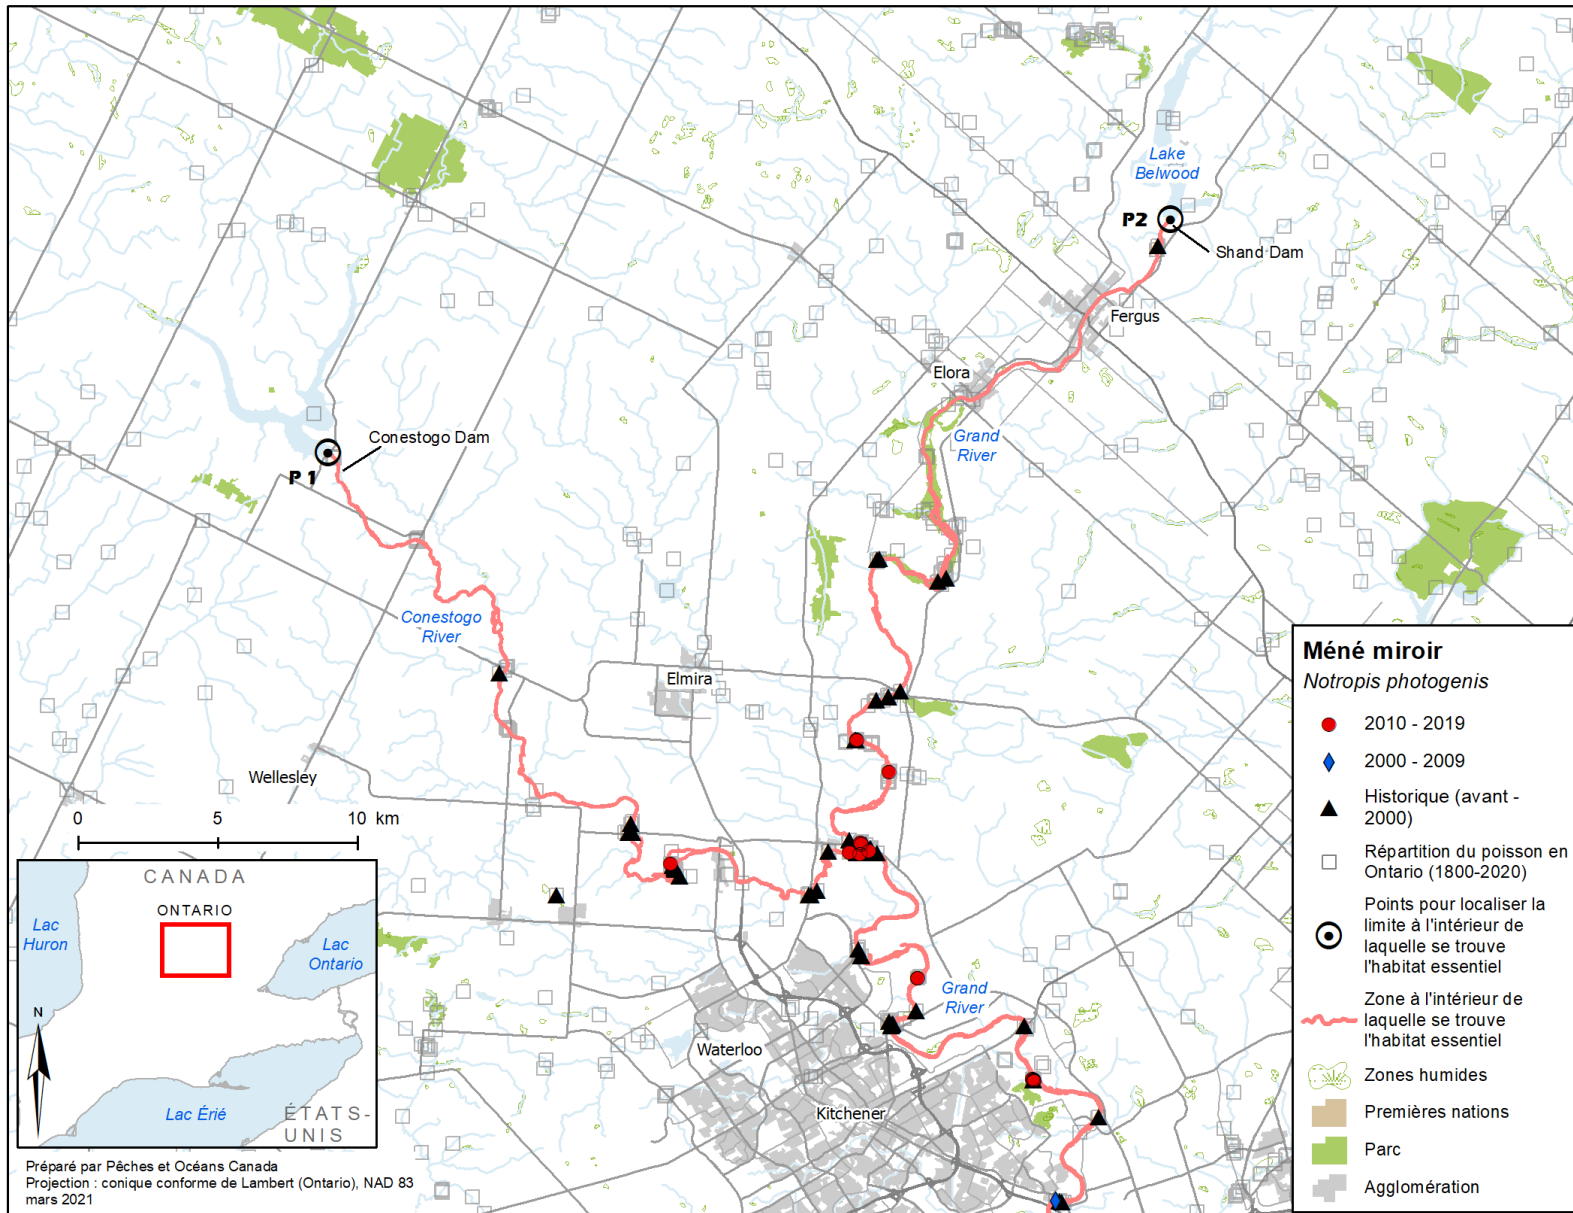 Lake
Belwood
P2
Shand Dam
Fergus
Elora
Grand
River
Conestogo Dam
P 1
Conestogo
River
Elmira
Wellesley
0 5 10 km
Grand
River
Waterloo
Kitchener
CANADA
ONTARIO
Lac
Huron
Lac
Ontario
N
Lac Érié
ÉTATS-
UNIS
Préparé par Pêches et Océans Canada
Projection : conique conforme de Lambert (Ontario), NAD 83
mars 2021
Méné miroir
Notropis photogenis
2010 - 2019
2000 - 2009
Historique (avant -
2000)
Répartition du poisson en
Ontario (1800-2020)
Points pour localiser la
limite à l'intérieur de
laquelle se trouve
l'habitat essentiel
Zone à l'intérieur de
laquelle se trouve
l'habitat essentiel
Zones humides
Premières nations
Parc
Agglomération